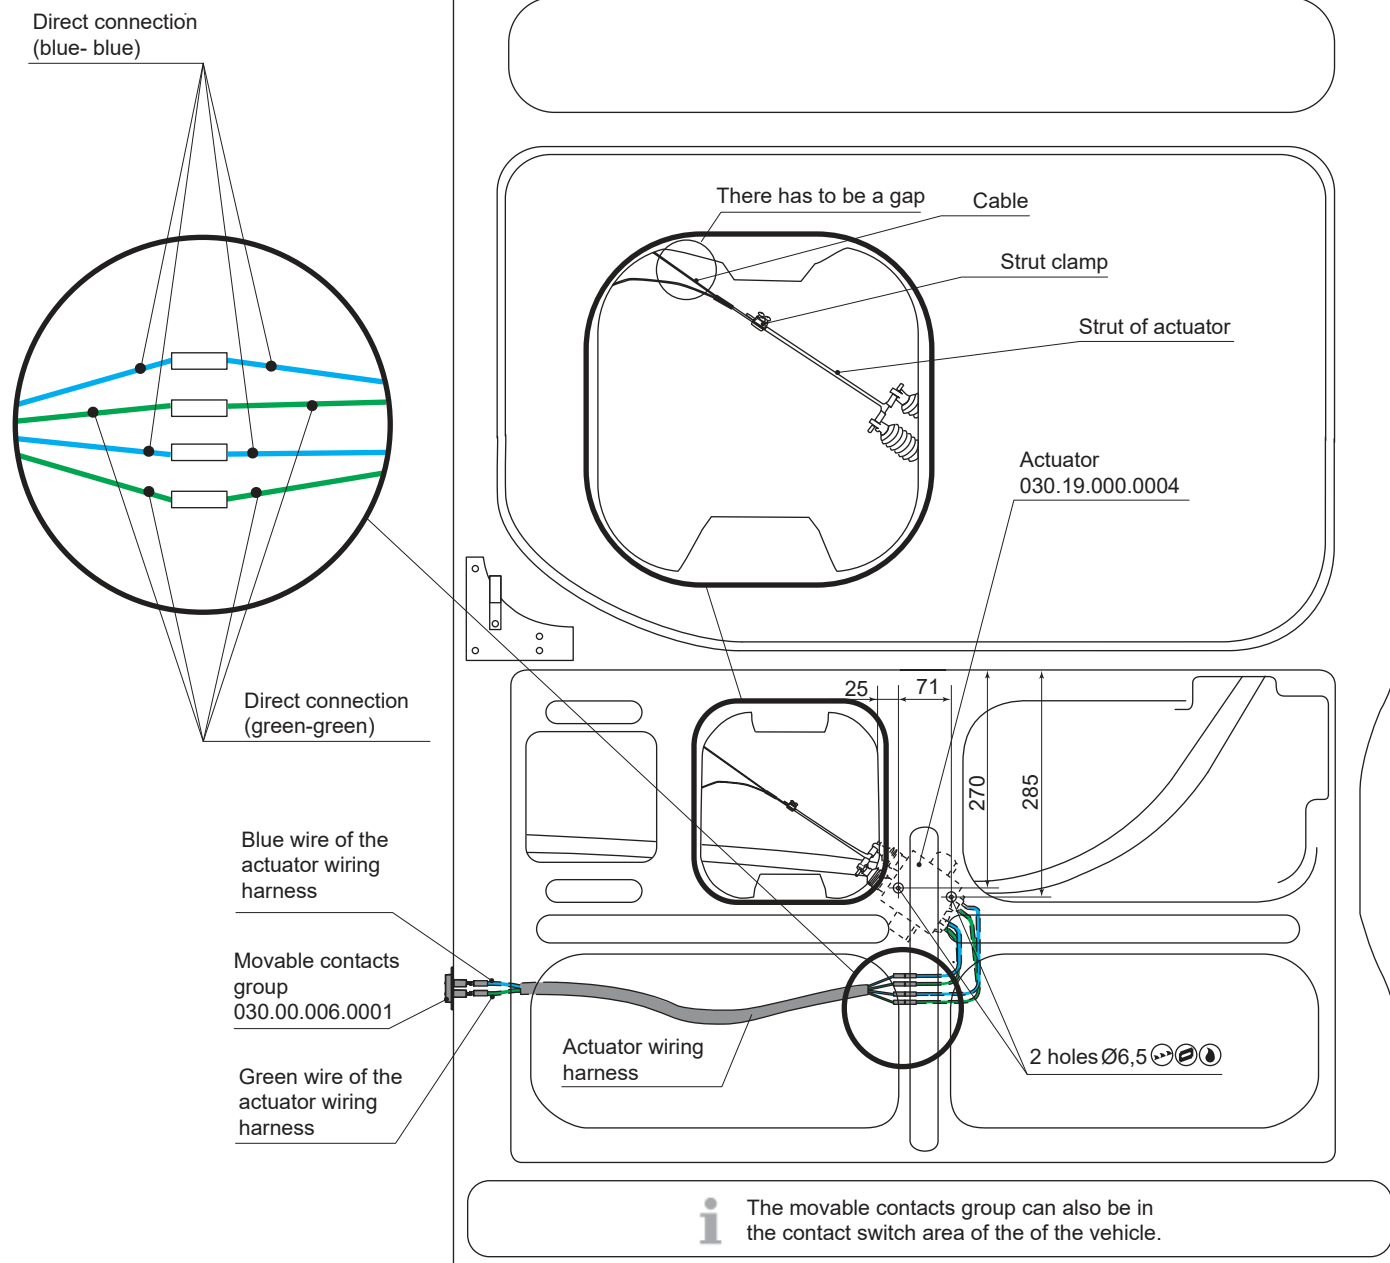 Direct connection
(blue- blue)
There has to be a gap
Cable
Strut clamp
Strut of actuator
Actuator
030.19.000.0004
Direct connection
(green-green)
25
71
270
285
Blue wire of the
actuator wiring
harness
Movable contacts
group
030.00.006.0001
Green wire of the
actuator wiring
harness
Actuator wiring
harness
2 holes Ø6,5
i
The movable contacts group can also be in
the contact switch area of the of the vehicle.